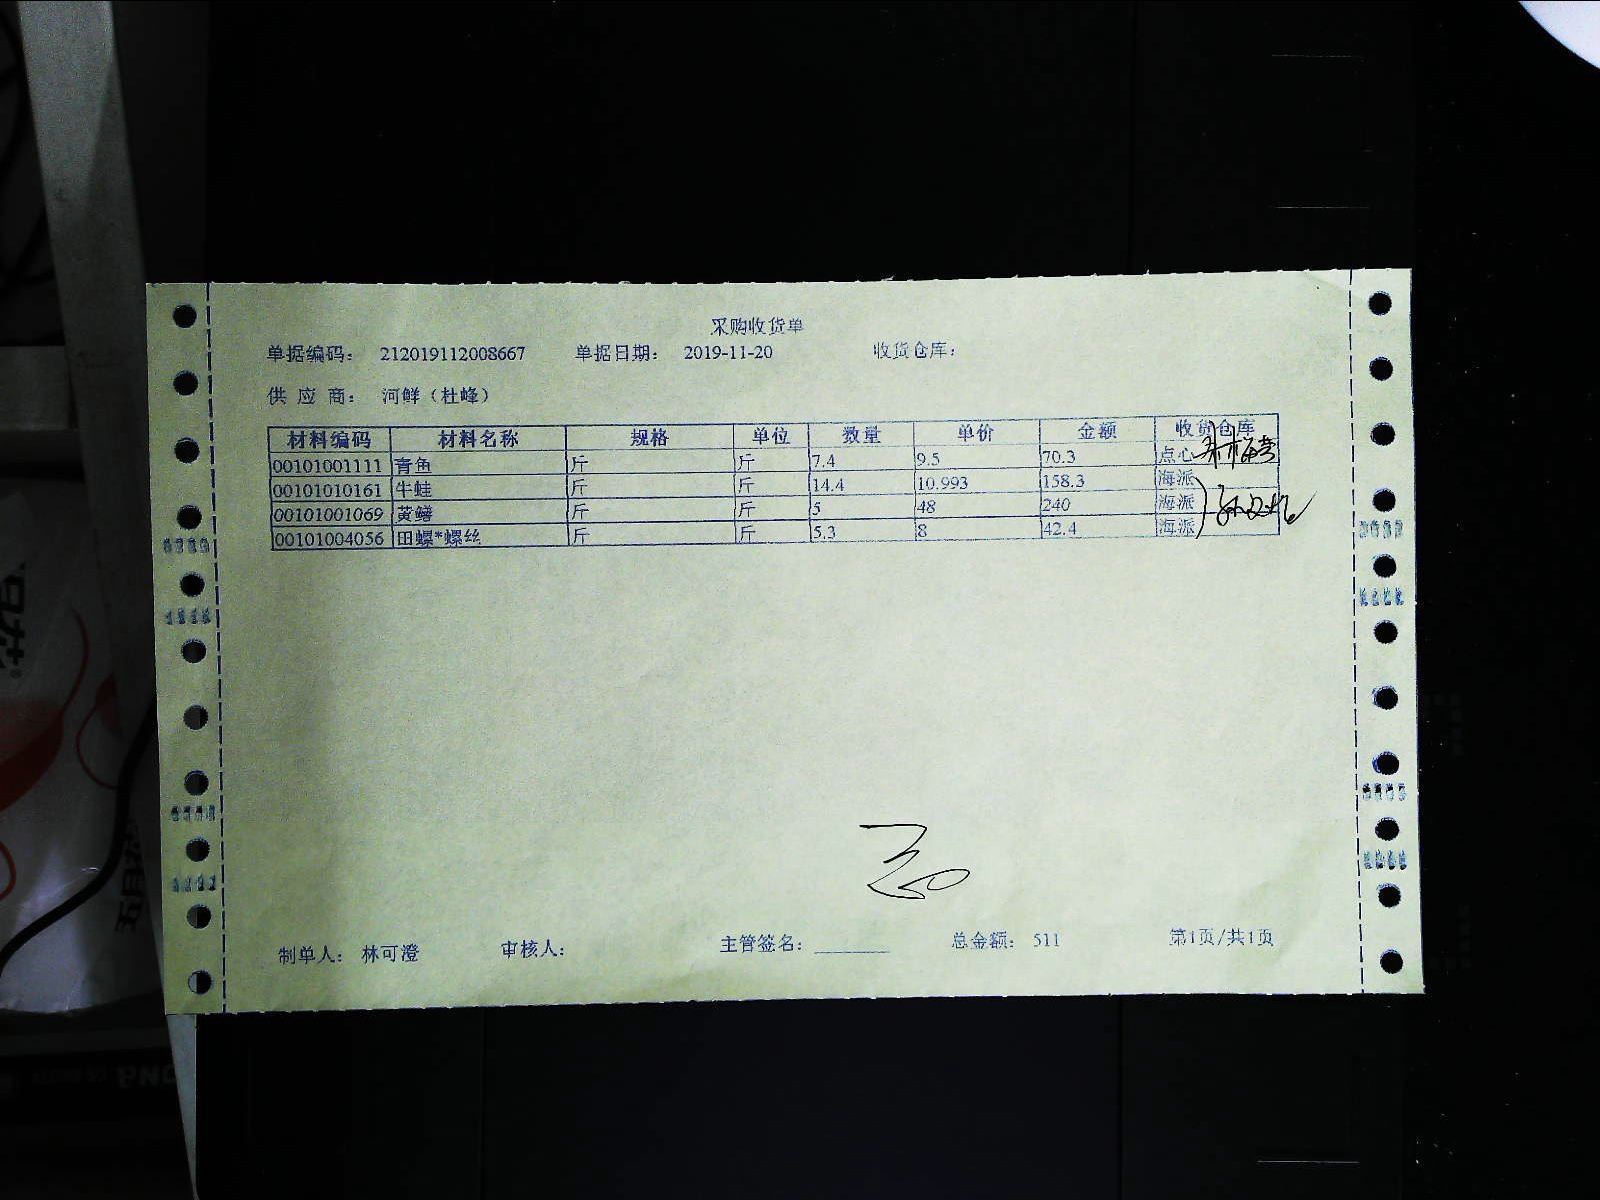 采购收货单
单据编码： 212019112008667 单据日期： 2019-11-20 收货仓库：
供 应 商： 河鲜（杜峰）
材料编码 材料名称 规格 单位 数量 单价 金额 收货仓库
00101001111 青鱼 斤 斤 7.4 9.5 70.3 点心
00101010161 牛蛙 斤 斤 14.4 10.993 158.3 海派
00101001069 黄鳝 斤 斤 5 48 240 海派
00101004056 田螺*螺丝 斤 斤 5.3 8 42.4 海派
制单人： 林可澄 审核人： 主管签名： 总金额： 511 第1页/共1页